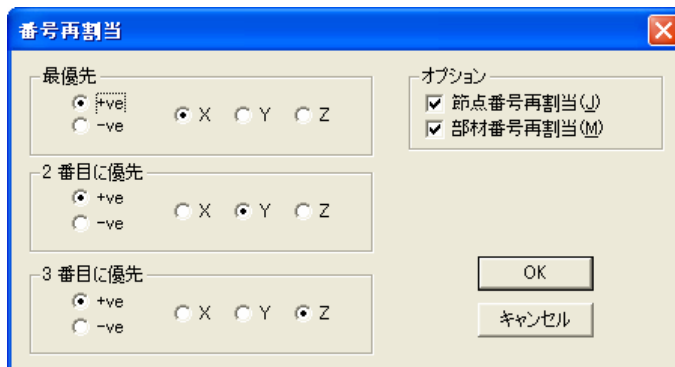 番号再割当
最優先
+ve
-ve
X Y Z
2 番目に優先
+ve
-ve
X Y Z
3 番目に優先
+ve
-ve
X Y Z
オプション
節点番号再割当(J)
部材番号再割当(M)
OK
キャンセル